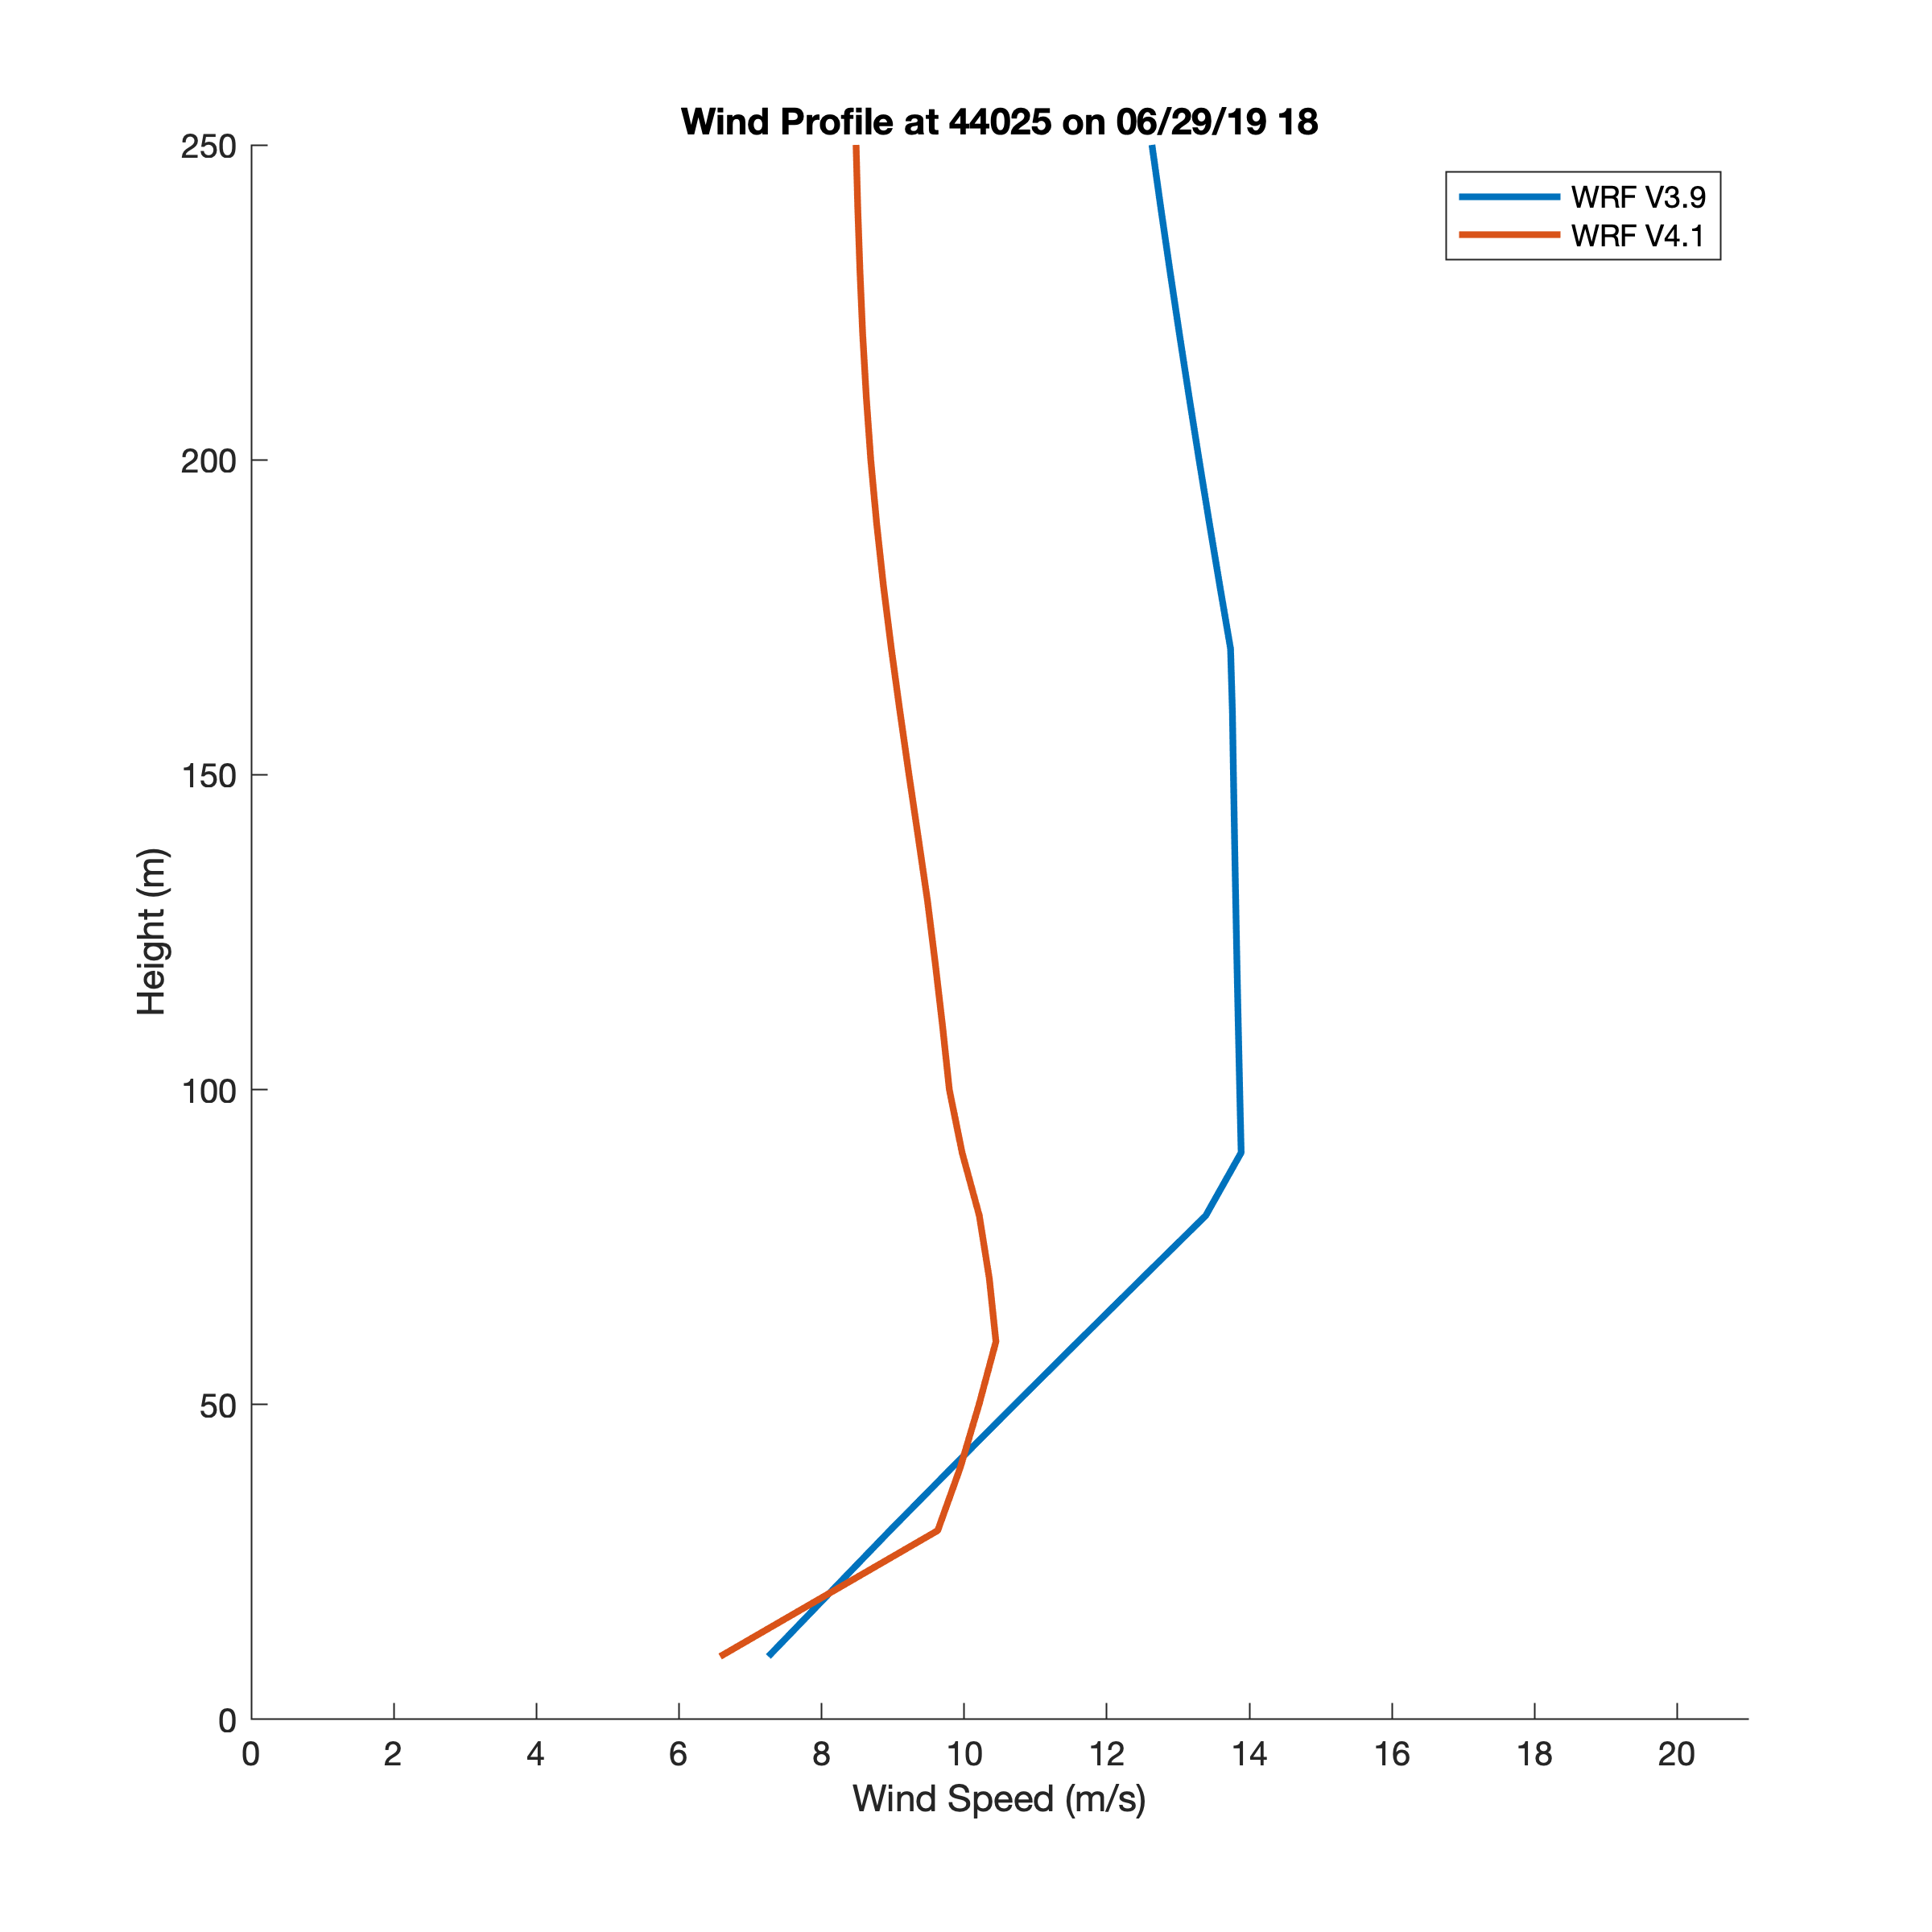 Wind Profile at 44025 on 06/29/19 18
WRF V3.9
WRF V4.1
250
200
150
100
50
0
Height (m)
0 2 4 6 8 10 12 14 16 18 20
Wind Speed (m/s)